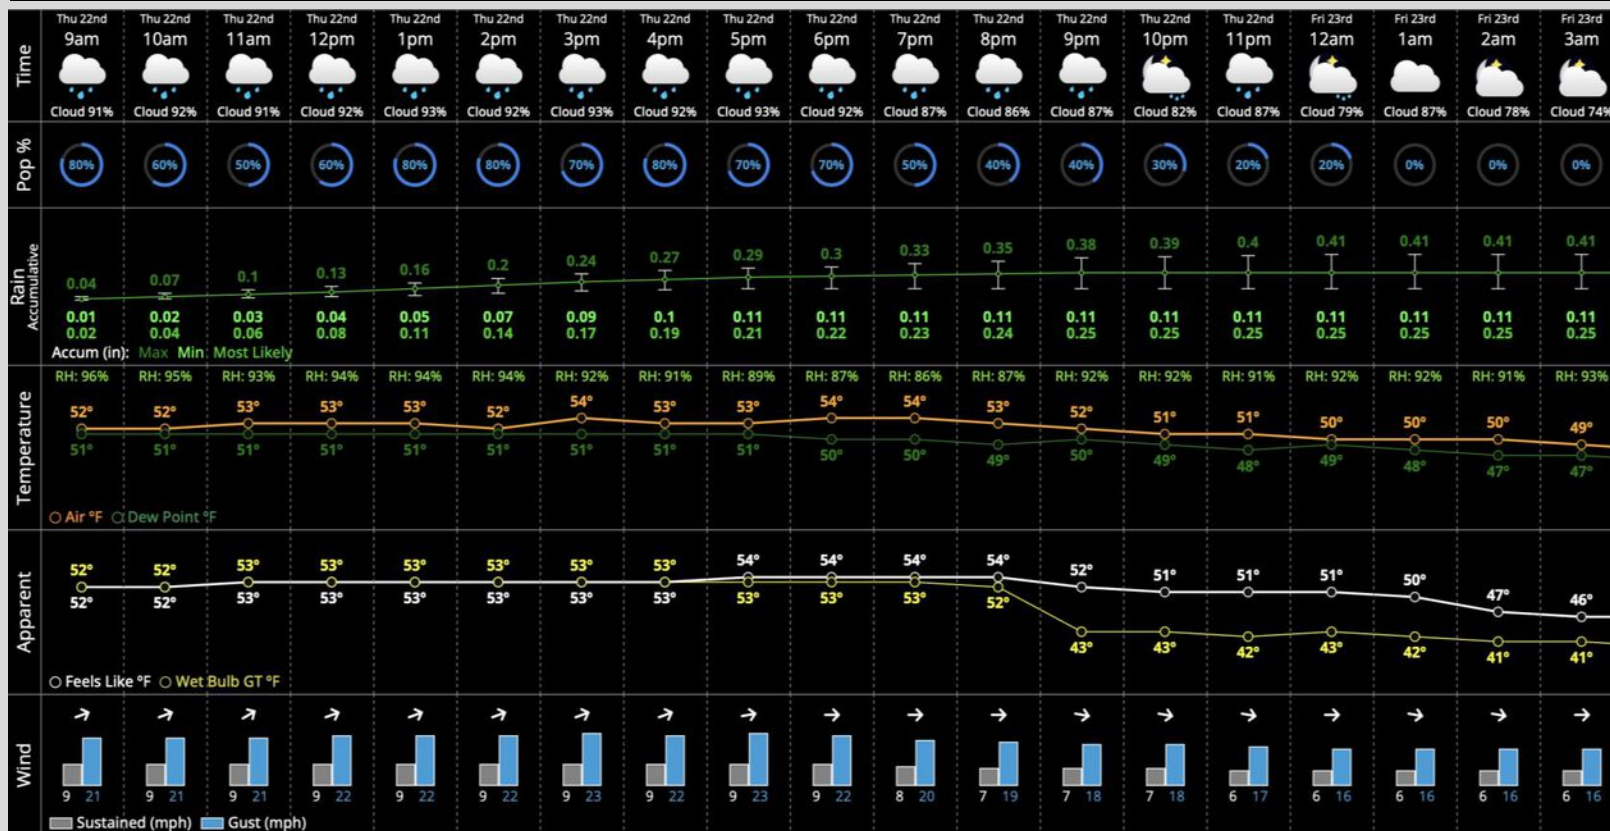 Thu 22nd Thu 22nd Thu 22nd Thu 22nd Thu 22nd Thu 22nd Thu 22nd Thu 22nd Thu 22nd Thu 22nd Thu 22nd Thu 22nd Thu 22nd Thu 22nd Thu 22nd Fri 23rd Fri 23rd Fri 23rd Fri 23rd
Time 9am 10am 11am 12pm 1pm 2pm 3pm 4pm 5pm 6pm 7pm 8pm 9pm 10pm 11pm 12am 1am 2am 3am
Cloud 91% Cloud 92% Cloud 91% Cloud 92% Cloud 93% Cloud 92% Cloud 93% Cloud 92% Cloud 93% Cloud 92% Cloud 87% Cloud 86% Cloud 87% Cloud 82% Cloud 87% Cloud 79% Cloud 87% Cloud 78% Cloud 74%
Pop % 80% 60% 50% 60% 80% 80% 70% 80% 70% 70% 50% 40% 40% 30% 20% 20% 0% 0% 0%
Rain
Accumulative
0.04 0.07 0.1 0.13 0.16 0.2 0.24 0.27 0.29 0.3 0.33 0.35 0.38 0.39 0.4 0.41 0.41 0.41 0.41
0.01 0.02 0.03 0.04 0.05 0.07 0.09 0.1 0.11 0.11 0.11 0.11 0.11 0.11 0.11 0.11 0.11 0.11 0.11
0.02 0.04 0.06 0.08 0.11 0.14 0.17 0.19 0.21 0.22 0.23 0.24 0.25 0.25 0.25 0.25 0.25 0.25 0.25
Accum (in): Max Min Most Likely
Temperature
RH: 96% RH: 95% RH: 93% RH: 94% RH: 94% RH: 94% RH: 92% RH: 91% RH: 89% RH: 87% RH: 86% RH: 87% RH: 92% RH: 92% RH: 91% RH: 92% RH: 92% RH: 91% RH: 93%
52° 52° 53° 53° 53° 52° 54° 53° 53° 54° 54° 53° 52° 51° 51° 50° 50° 50° 49°
51° 51° 51° 51° 51° 51° 51° 51° 51° 50° 50° 49° 50° 49° 48° 49° 48° 47° 47°
Air °F Dew Point °F
Apparent
52° 52° 53° 53° 53° 53° 53° 53° 54° 54° 54° 54° 52° 51° 51° 51° 50° 47° 46°
52° 52° 53° 53° 53° 53° 53° 53° 53° 53° 53° 52° 43° 43° 42° 43° 42° 41° 41°
Feels Like °F Wet Bulb GT °F
Wind
9 21 9 21 9 21 9 22 9 22 9 22 9 23 9 22 9 23 9 22 8 20 7 19 7 18 7 18 6 17 6 16 6 16 6 16 6 16
Sustained (mph) Gust (mph)